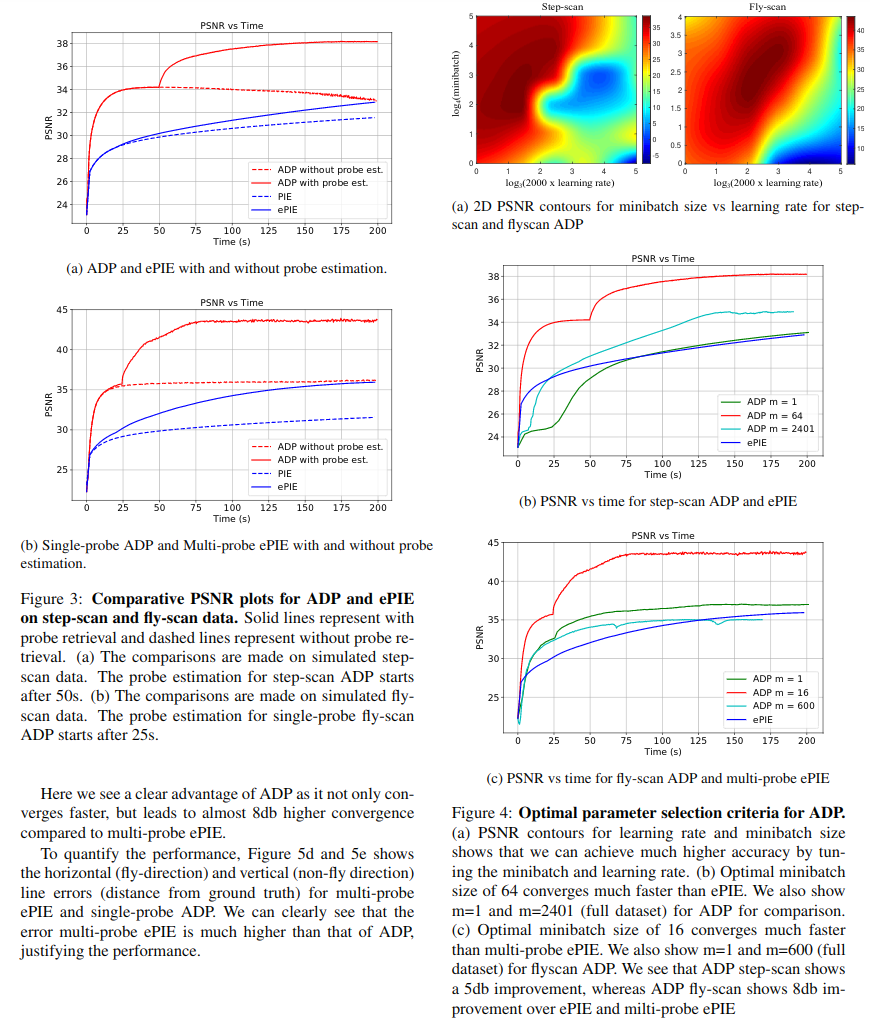 PSNR vs Time
38
36
34
32
30
28
26
24
PSNR
0 25 50 75 100 125 150 175 200
Time (s)
ADP without probe est.
ADP with probe est.
PIE
ePIE
(a) ADP and ePIE with and without probe estimation.
PSNR vs Time
45
40
35
30
25
PSNR
0 25 50 75 100 125 150 175 200
Time (s)
ADP without probe est.
ADP with probe est.
PIE
ePIE
(b) Single-probe ADP and Multi-probe ePIE with and without probe
estimation.
Figure 3: Comparative PSNR plots for ADP and ePIE
on step-scan and fly-scan data. Solid lines represent with
probe retrieval and dashed lines represent without probe re-
trieval. (a) The comparisons are made on simulated step-
scan data. The probe estimation for step-scan ADP starts
after 50s. (b) The comparisons are made on simulated fly-
scan data. The probe estimation for single-probe fly-scan
ADP starts after 25s.
Here we see a clear advantage of ADP as it not only con-
verges faster, but leads to almost 8db higher convergence
compared to multi-probe ePIE.
To quantify the performance, Figure 5d and 5e shows
the horizontal (fly-direction) and vertical (non-fly direction)
line errors (distance from ground truth) for multi-probe
ePIE and single-probe ADP. We can clearly see that the
error multi-probe ePIE is much higher than that of ADP,
justifying the performance.
Step-scan
5
4
3
2
1
0
log4(minibatch)
0 1 2 3 4 5
log3(2000 x learning rate)
35
30
25
20
15
10
5
0
-5
Fly-scan
4
3.5
3
2.5
2
1.5
1
0.5
0
0 1 2 3 4 5
log3(2000 x learning rate)
40
35
30
25
20
15
10
(a) 2D PSNR contours for minibatch size vs learning rate for step-
scan and flyscan ADP
PSNR vs Time
38
36
34
32
30
28
26
24
PSNR
0 25 50 75 100 125 150 175 200
Time (s)
ADP m = 1
ADP m = 64
ADP m = 2401
ePIE
(b) PSNR vs time for step-scan ADP and ePIE
PSNR vs Time
45
40
35
30
25
PSNR
0 25 50 75 100 125 150 175 200
Time (s)
ADP m = 1
ADP m = 16
ADP m = 600
ePIE
(c) PSNR vs time for fly-scan ADP and multi-probe ePIE
Figure 4: Optimal parameter selection criteria for ADP.
(a) PSNR contours for learning rate and minibatch size
shows that we can achieve much higher accuracy by tun-
ing the minibatch and learning rate. (b) Optimal minibatch
size of 64 converges much faster than ePIE. We also show
m=1 and m=2401 (full dataset) for ADP for comparison.
(c) Optimal minibatch size of 16 converges much faster
than multi-probe ePIE. We also show m=1 and m=600 (full
dataset) for flyscan ADP. We see that ADP step-scan shows
a 5db improvement, whereas ADP fly-scan shows 8db im-
provement over ePIE and milti-probe ePIE